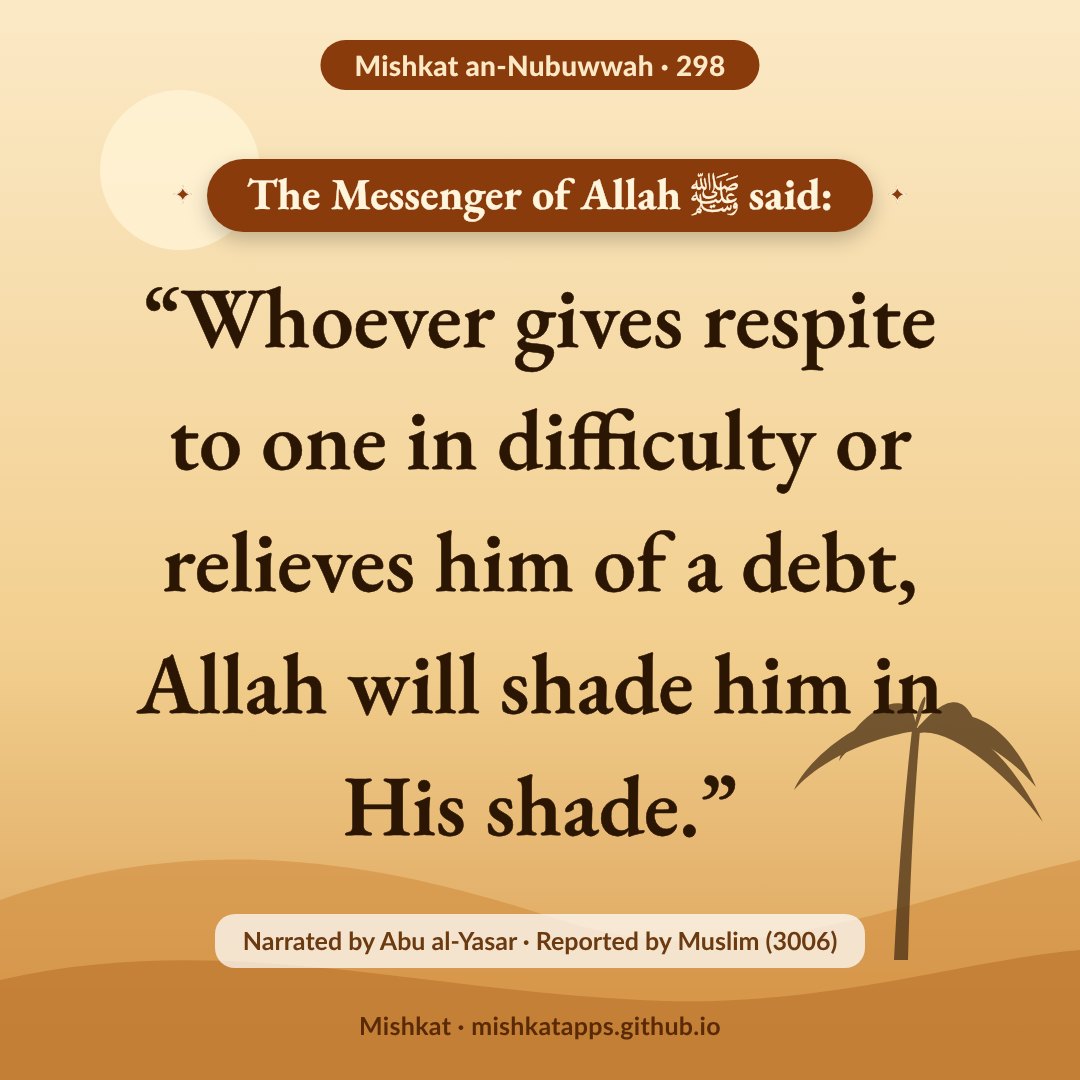 Mishkat an-Nubuwwah · 298
The Messenger of Allah ﷺ said:
“Whoever gives respite
to one in difficulty or
relieves him of a debt,
Allah will shade him in
His shade.”
Narrated by Abu al-Yasar · Reported by Muslim (3006)
Mishkat · mishkatapps.github.io